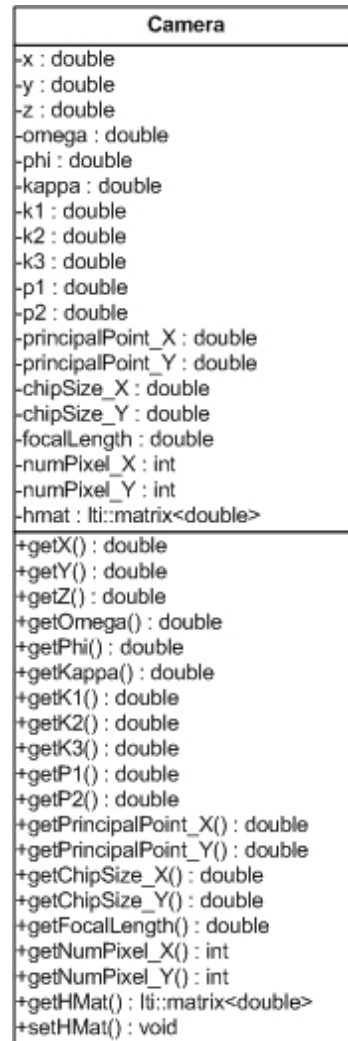 Camera
-x : double
-y : double
-z : double
-omega : double
-phi : double
-kappa : double
-k1 : double
-k2 : double
-k3 : double
-p1 : double
-p2 : double
-principalPoint_X : double
-principalPoint_Y : double
-chipSize_X : double
-chipSize_Y : double
-focalLength : double
-numPixel_X : int
-numPixel_Y : int
-hmat : lti::matrix<double>
+getX() : double
+getY() : double
+getZ() : double
+getOmega() : double
+getPhi() : double
+getKappa() : double
+getK1() : double
+getK2() : double
+getK3() : double
+getP1() : double
+getP2() : double
+getPrincipalPoint_X() : double
+getPrincipalPoint_Y() : double
+getChipSize_X() : double
+getChipSize_Y() : double
+getFocalLength() : double
+getNumPixel_X() : int
+getNumPixel_Y() : int
+getHMat() : lti::matrix<double>
+setHMat() : void